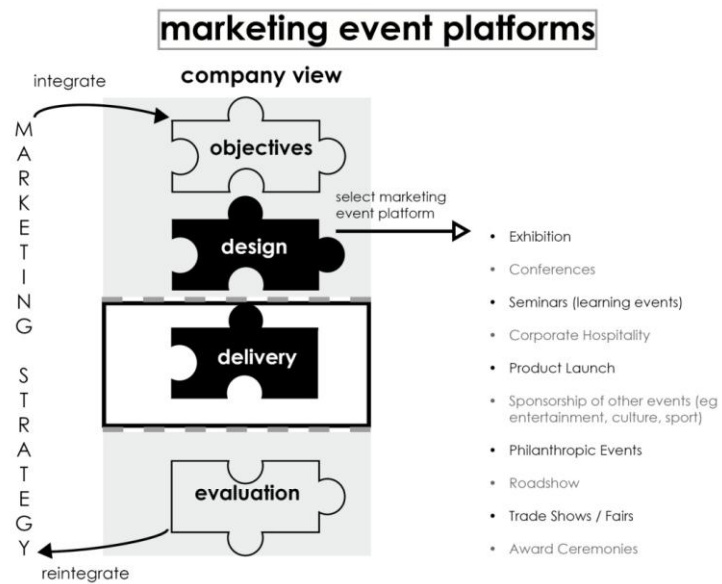 marketing event platforms
company view
integrate
MARKETING STRATEGY
objectives
select marketing
event platform
design
delivery
evaluation
reintegrate
• Exhibition
• Conferences
• Seminars (learning events)
• Corporate Hospitality
• Product Launch
• Sponsorship of other events (eg
entertainment, culture, sport)
• Philanthropic Events
• Roadshow
• Trade Shows / Fairs
• Award Ceremonies